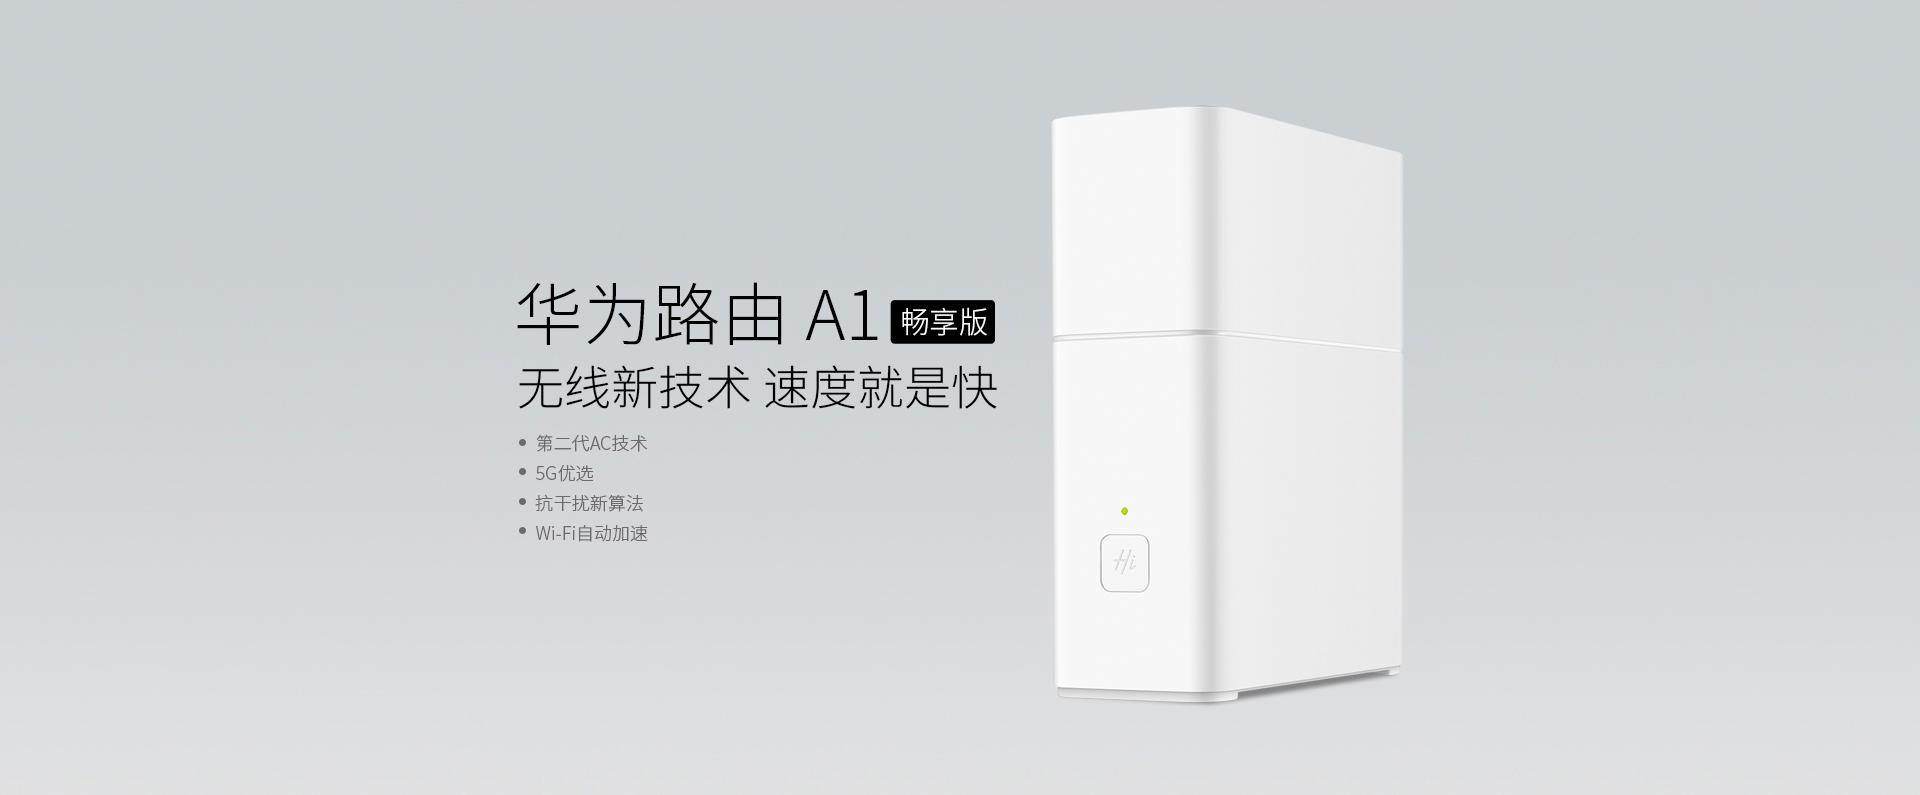 华为路由 A1 畅享版
无线新技术 速度就是快
第二代AC技术
5G优选
抗干扰新算法
Wi-Fi自动加速
Hi